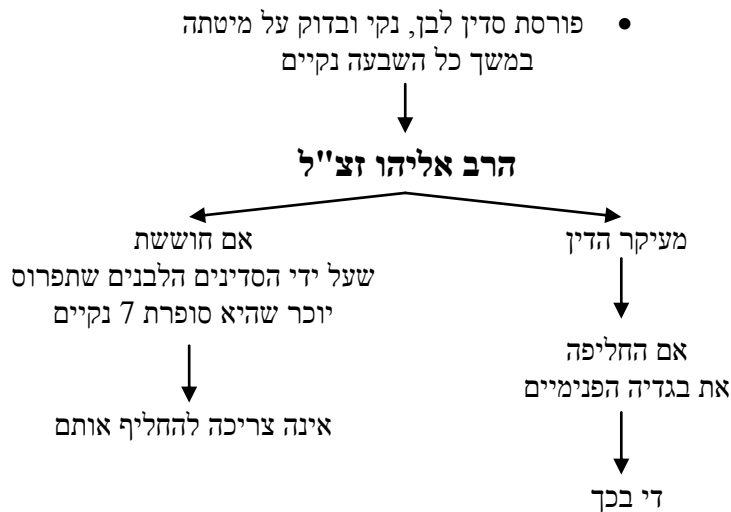 • פורסת סדין לבן, נקי ובדוק על מיטתה
במשך כל השבעה נקיים
הרב אליהו זצ"ל
מעיקר הדין
אם החליפה
את בגדיה הפנימיים
די בכך
אם חוששת
שעל ידי הסדינים הלבנים שתפרוס
יוכר שהיא סופרת 7 נקיים
אינה צריכה להחליף אותם